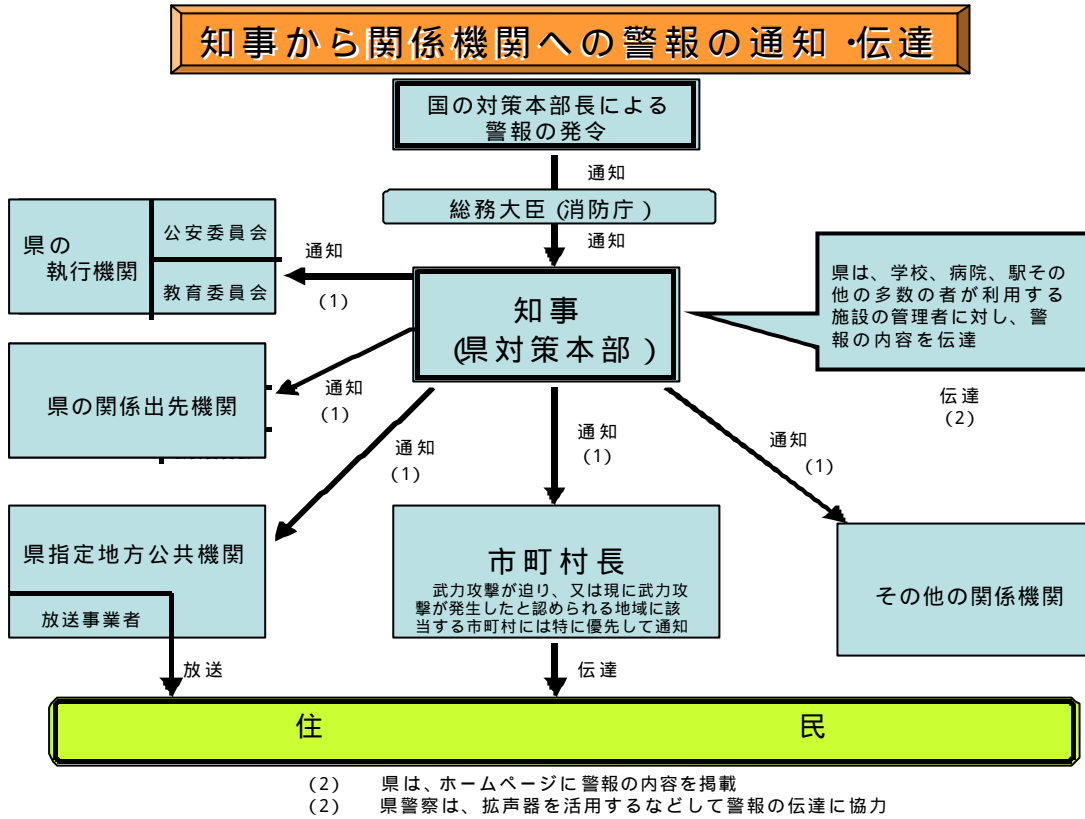 知事から関係機関への警報の通知・伝達
国の対策本部長による
警報の発令
通知
総務大臣(消防庁)
通知
県の
執行機関
公安委員会
教育委員会
通知
(1)
知事
(県対策本部)
県は、学校、病院、駅その
他の多数の者が利用する
施設の管理者に対し、警
報の内容を伝達
伝達
(2)
県の関係出先機関
通知
(1)
通知
(1)
通知
(1)
通知
(1)
県指定地方公共機関
放送事業者
放送
市町村長
武力攻撃が迫り、又は現に武力攻
撃が発生したと認められる地域に該
当する市町村には特に優先して通知
伝達
その他の関係機関
住民
(2) 県は、ホームページに警報の内容を掲載
(2) 県警察は、拡声器を活用するなどして警報の伝達に協力